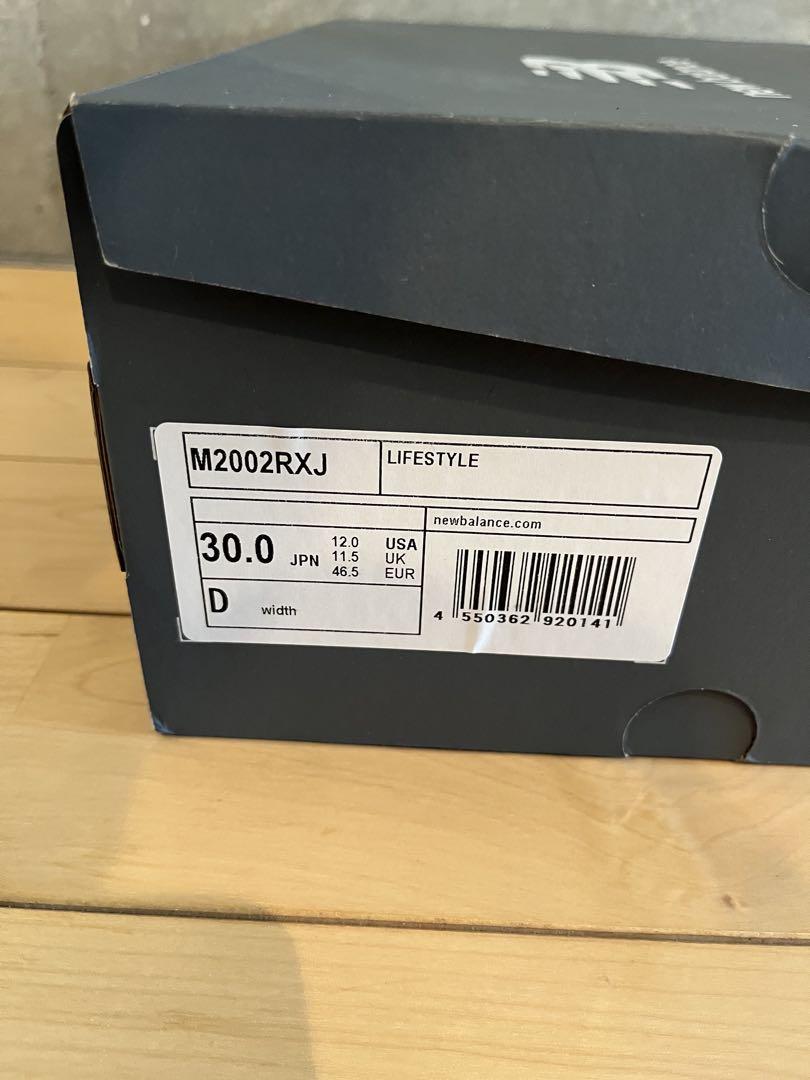 M2002RXJ
LIFESTYLE
newbalance.com
30.0 JPN
12.0 USA
11.5 UK
46.5 EUR
D width
4 550362 920141